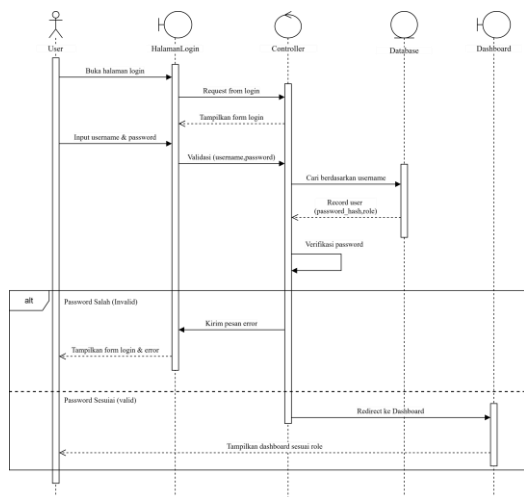 User
HalamanLogin
Controller
Database
Dashboard
Buka halaman login
Request from login
Tampilkan form login
Input username & password
Validasi (username,password)
Cari berdasarkan username
Record user
(password_hash,role)
Verifikasi password
alt
Password Salah (Invalid)
Kirim pesan error
Tampilkan form login & error
Password Sesuiai (valid)
Redirect ke Dashboard
Tampilkan dashboard sesuai role